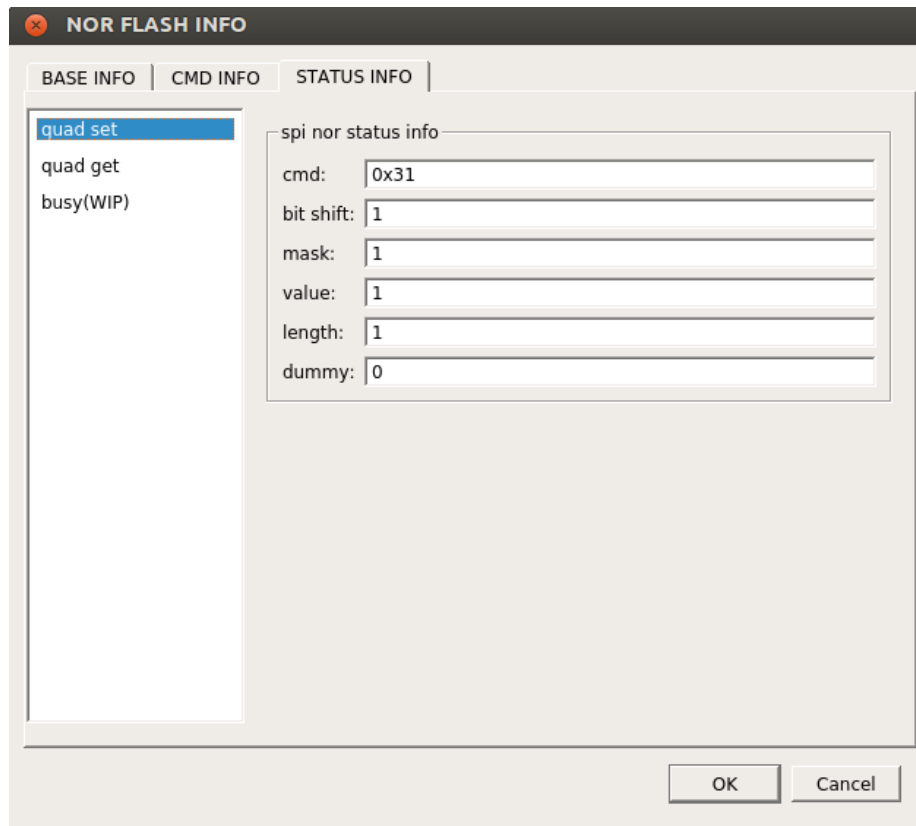 NOR FLASH INFO
BASE INFO CMD INFO STATUS INFO
quad set
quad get
busy(WIP)
spi nor status info
cmd: 0x31
bit shift: 1
mask: 1
value: 1
length: 1
dummy: 0
OK Cancel